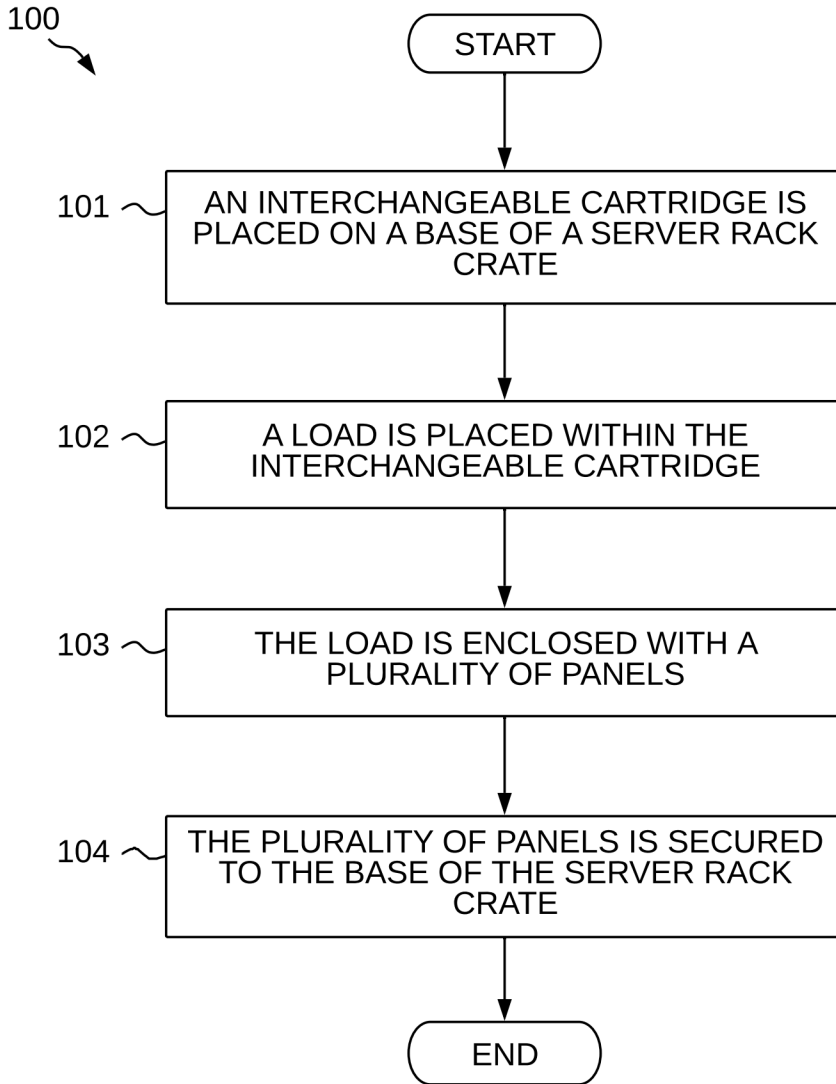 100
START
101
AN INTERCHANGEABLE CARTRIDGE IS
PLACED ON A BASE OF A SERVER RACK
CRATE
102
A LOAD IS PLACED WITHIN THE
INTERCHANGEABLE CARTRIDGE
103
THE LOAD IS ENCLOSED WITH A
PLURALITY OF PANELS
104
THE PLURALITY OF PANELS IS SECURED
TO THE BASE OF THE SERVER RACK
CRATE
END